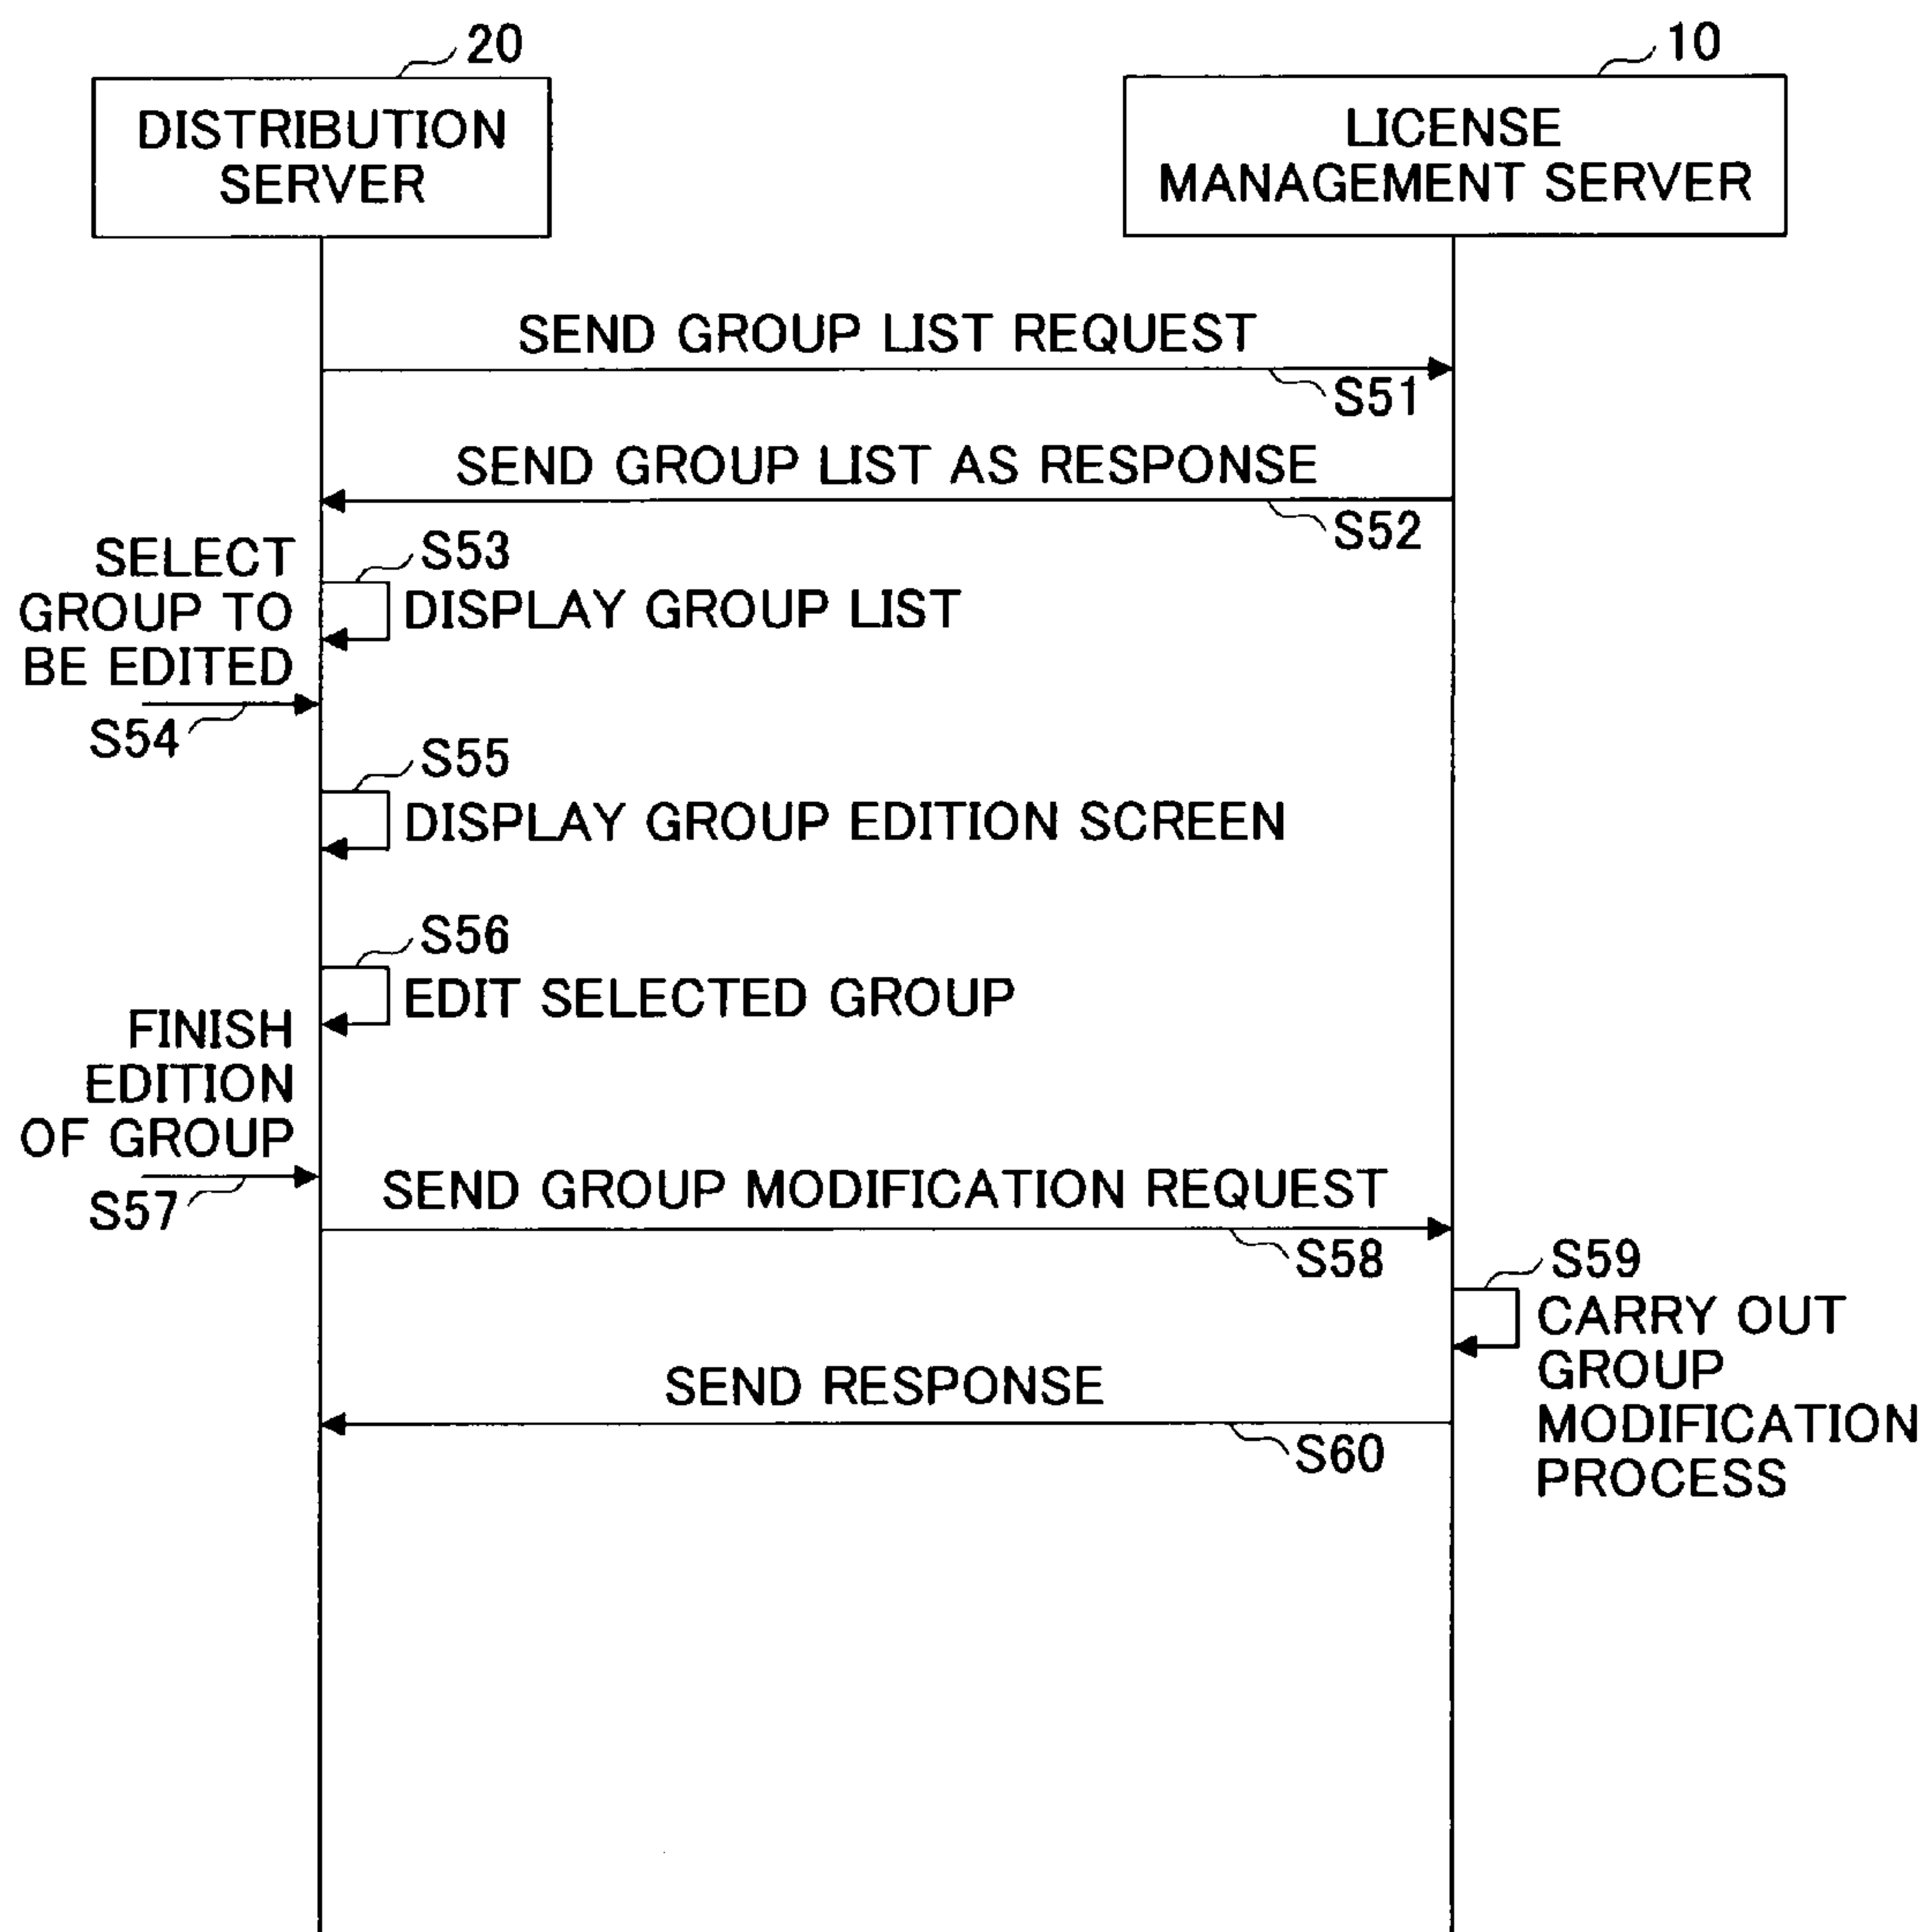 20
DISTRIBUTION
SERVER
10
LICENSE
MANAGEMENT SERVER
SEND GROUP LIST REQUEST
S51
SEND GROUP LIST AS RESPONSE
S52
SELECT
GROUP TO
BE EDITED
S53
DISPLAY GROUP LIST
S54
S55
DISPLAY GROUP EDITION SCREEN
S56
EDIT SELECTED GROUP
FINISH
EDITION
OF GROUP
S57
SEND GROUP MODIFICATION REQUEST
S58
S59
CARRY OUT
GROUP
MODIFICATION
PROCESS
SEND RESPONSE
S60